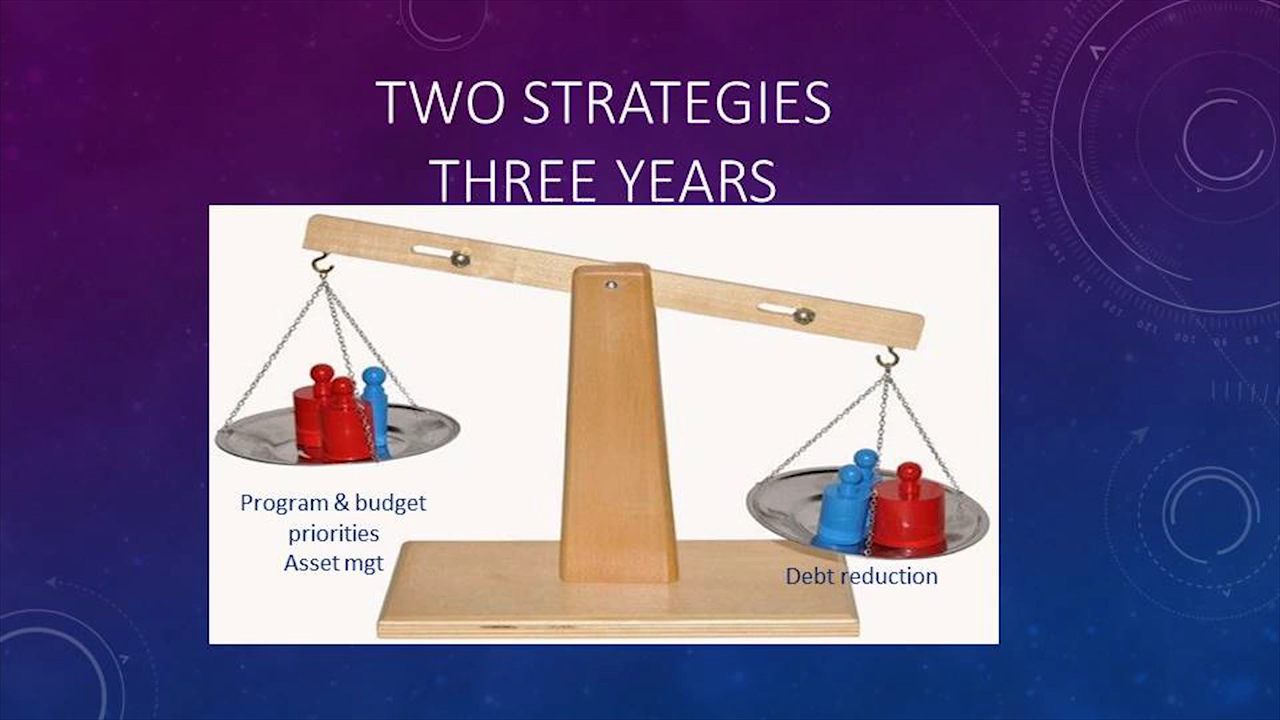 TWO STRATEGIES
THREE YEARS
Program & budget
priorities
Asset mgt
Debt reduction